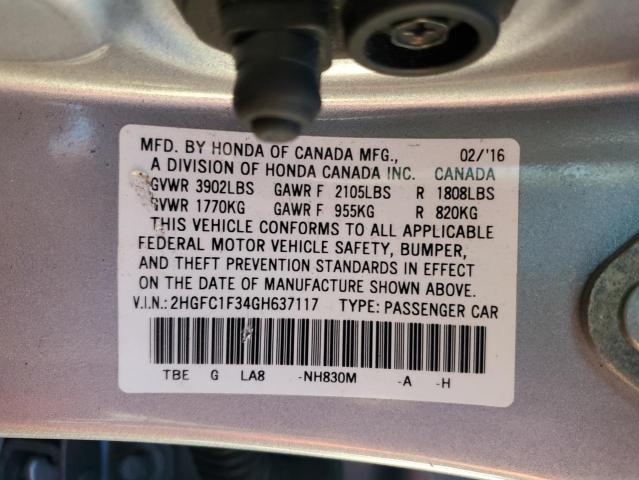 MFD. BY HONDA OF CANADA MFG., 02/'16
A DIVISION OF HONDA CANADA INC. CANADA
GVWR 3902LBS GAWR F 2105LBS R 1808LBS
GVWR 1770KG GAWR F 955KG R 820KG
THIS VEHICLE CONFORMS TO ALL APPLICABLE
FEDERAL MOTOR VEHICLE SAFETY, BUMPER,
AND THEFT PREVENTION STANDARDS IN EFFECT
ON THE DATE OF MANUFACTURE SHOWN ABOVE.
V.I.N.: 2HGFC1F34GH637117 TYPE: PASSENGER CAR
TBE G LA8 -NH830M -A -H